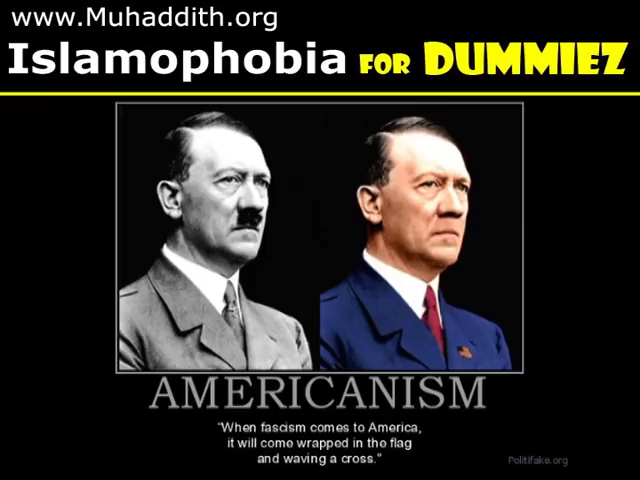 www.Muhaddith.org
Islamophobia FOR DUMMIEZ
AMERICANISM
"When fascism comes to America,
it will come wrapped in the flag
and waving a cross."
Politifake.org